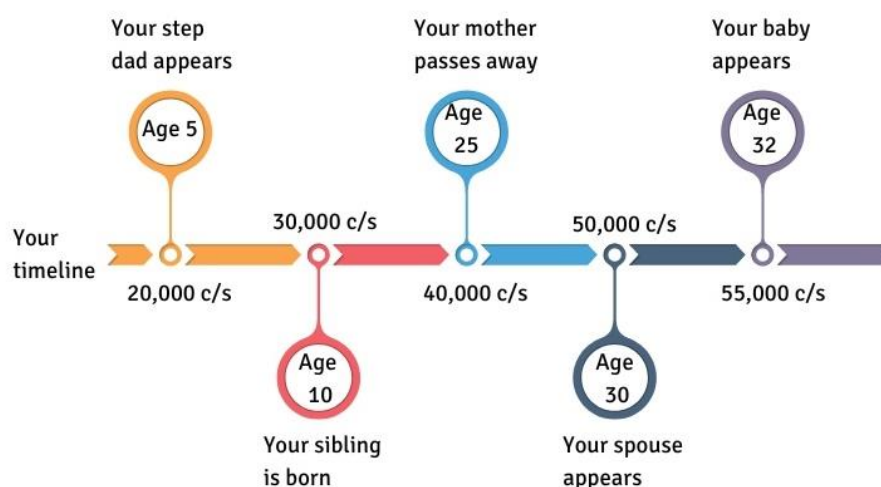 Your step
dad appears
Your mother
passes away
Your baby
appears
Age 5
Age
25
Age
32
30,000 c/s
50,000 c/s
Your
timeline
20,000 c/s
40,000 c/s
55,000 c/s
Age
10
Age
30
Your sibling
is born
Your spouse
appears